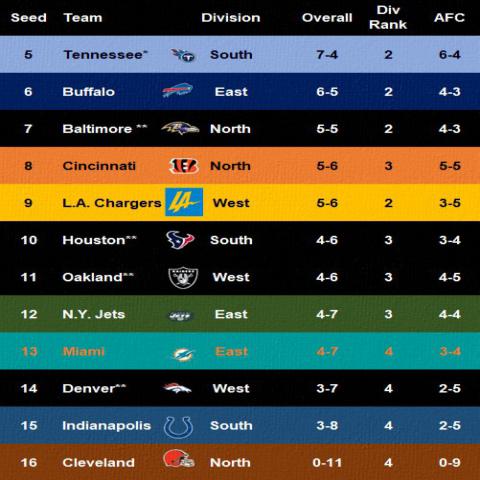 Seed Team Division Overall Div Rank AFC
5 Tennessee* South 7-4 2 6-4
6 Buffalo East 6-5 2 4-3
7 Baltimore ** North 5-5 2 4-3
8 Cincinnati North 5-6 3 5-5
9 L.A. Chargers LA West 5-6 2 3-5
10 Houston** South 4-6 3 3-4
11 Oakland** RAIDERS West 4-6 3 4-5
12 N.Y. Jets JETS East 4-7 3 4-4
13 Miami East 4-7 4 3-4
14 Denver** West 3-7 4 2-5
15 Indianapolis South 3-8 4 2-5
16 Cleveland North 0-11 4 0-9